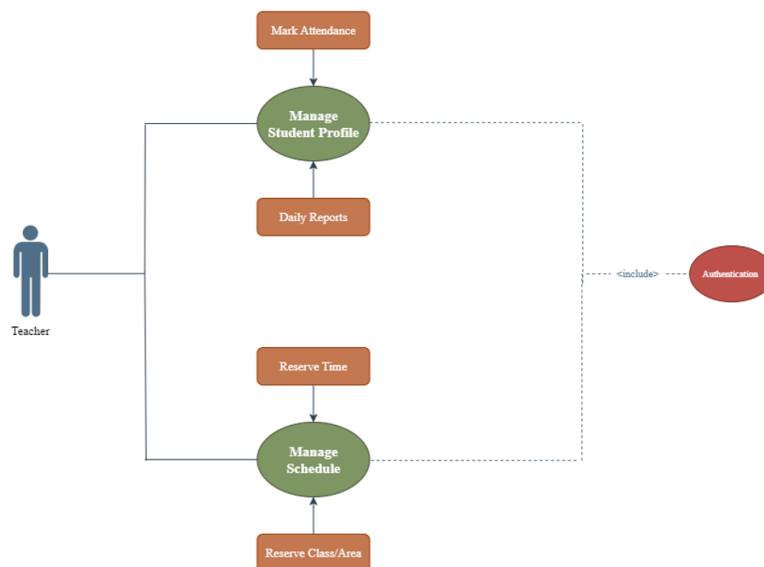 Mark Attendance
Manage
Student Profile
Daily Reports
Teacher
<include>
Authentication
Reserve Time
Manage
Schedule
Reserve Class/Area